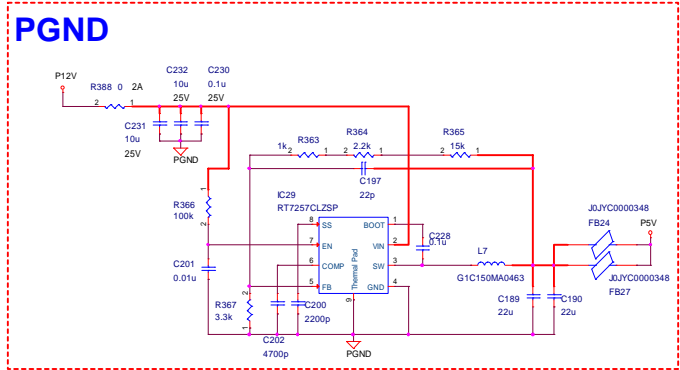 PGND
P12V
R388 0 2A
2 1
C232
10u
25V
C230
0.1u
25V
C231
10u
25V
PGND
1k
R363
2 1
R364
2.2k
2 1
R365
15k
2 1
C197
22p
1
R366
100k
2
IC29
RT7257CLZSP
8 SS
7 EN
6 COMP
5 FB
BOOT 1
VIN 2
SW 3
GND 4
Thermal Pad
9
C228
0.1u
L7
G1C150MA0463
J0JYC0000348
FB24
P5V
J0JYC0000348
FB27
C201
0.01u
2
R367
3.3k
1
C202
4700p
C200
2200p
C189
22u
C190
22u
PGND